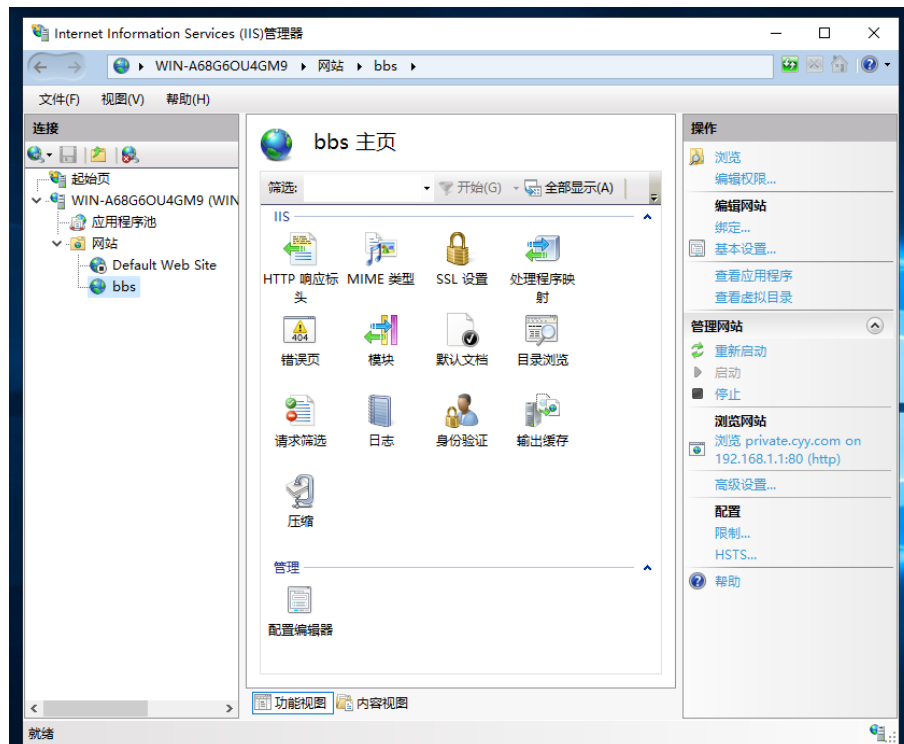 Internet Information Services (IIS)管理器
WIN-A68G6OU4GM9 网站 bbs
文件(F) 视图(V) 帮助(H)
连接
起始页
WIN-A68G6OU4GM9 (WIN
应用程序池
网站
Default Web Site
bbs
bbs 主页
筛选: 开始(G) 全部显示(A)
IIS
HTTP 响应标
头
MIME 类型
SSL 设置
处理程序映
射
404
错误页
模块
默认文档
目录浏览
请求筛选
日志
身份验证
输出缓存
压缩
管理
配置编辑器
功能视图 内容视图
操作
浏览
编辑权限...
编辑网站
绑定...
基本设置...
查看应用程序
查看虚拟目录
管理网站
重新启动
启动
停止
浏览网站
浏览 private.cyy.com on
192.168.1.1:80 (http)
高级设置...
配置
限制...
HSTS...
帮助
就绪